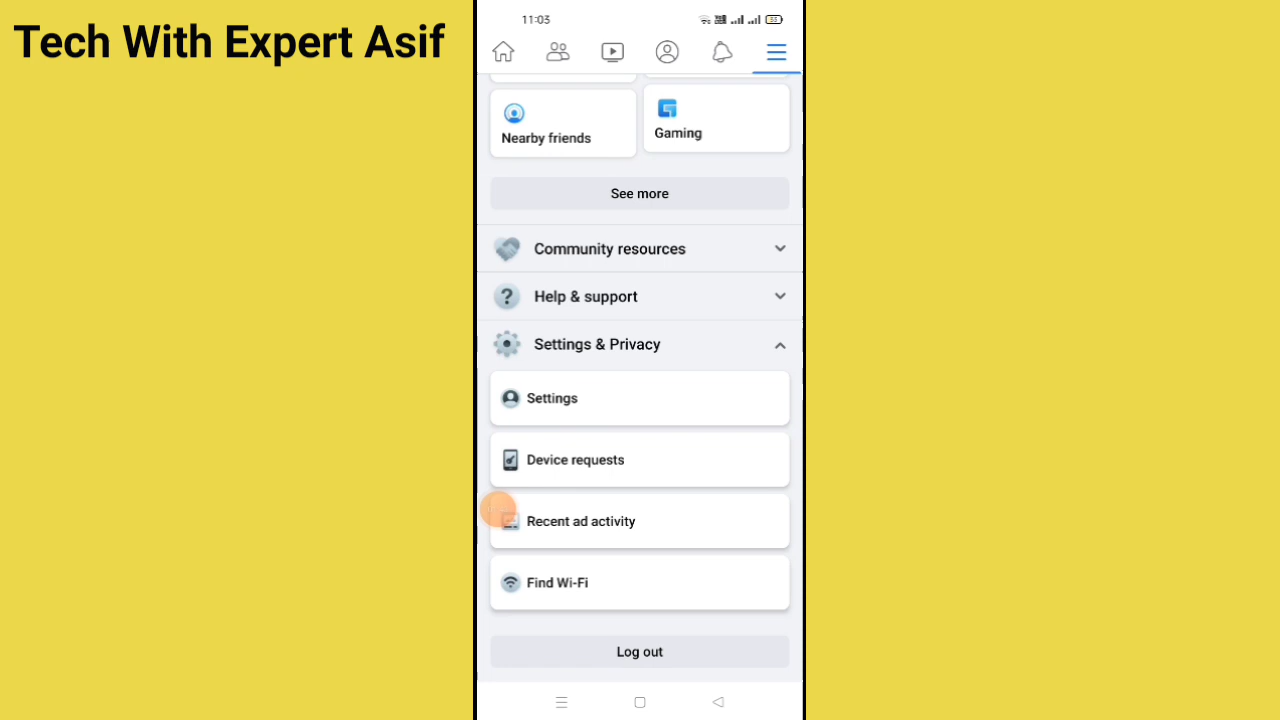 Tech With Expert Asif
11:03
Nearby friends
Gaming
See more
Community resources
Help & support
Settings & Privacy
Settings
Device requests
Recent ad activity
Find Wi-Fi
Log out